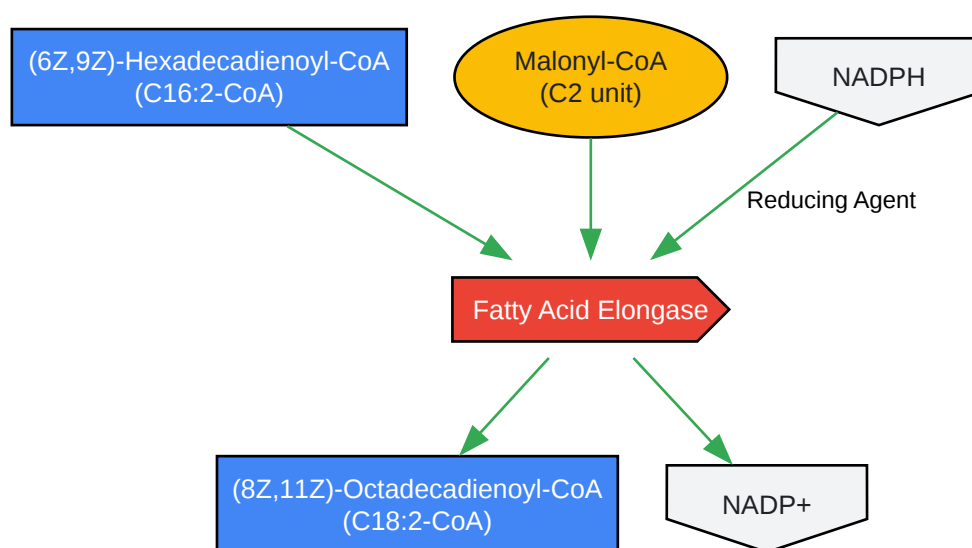 (6Z,9Z)-Hexadecadienoyl-CoA
(C16:2-CoA)
Malonyl-CoA
(C2 unit)
NADPH
Reducing Agent
Fatty Acid Elongase
(8Z,11Z)-Octadecadienoyl-CoA
(C18:2-CoA)
NADP+